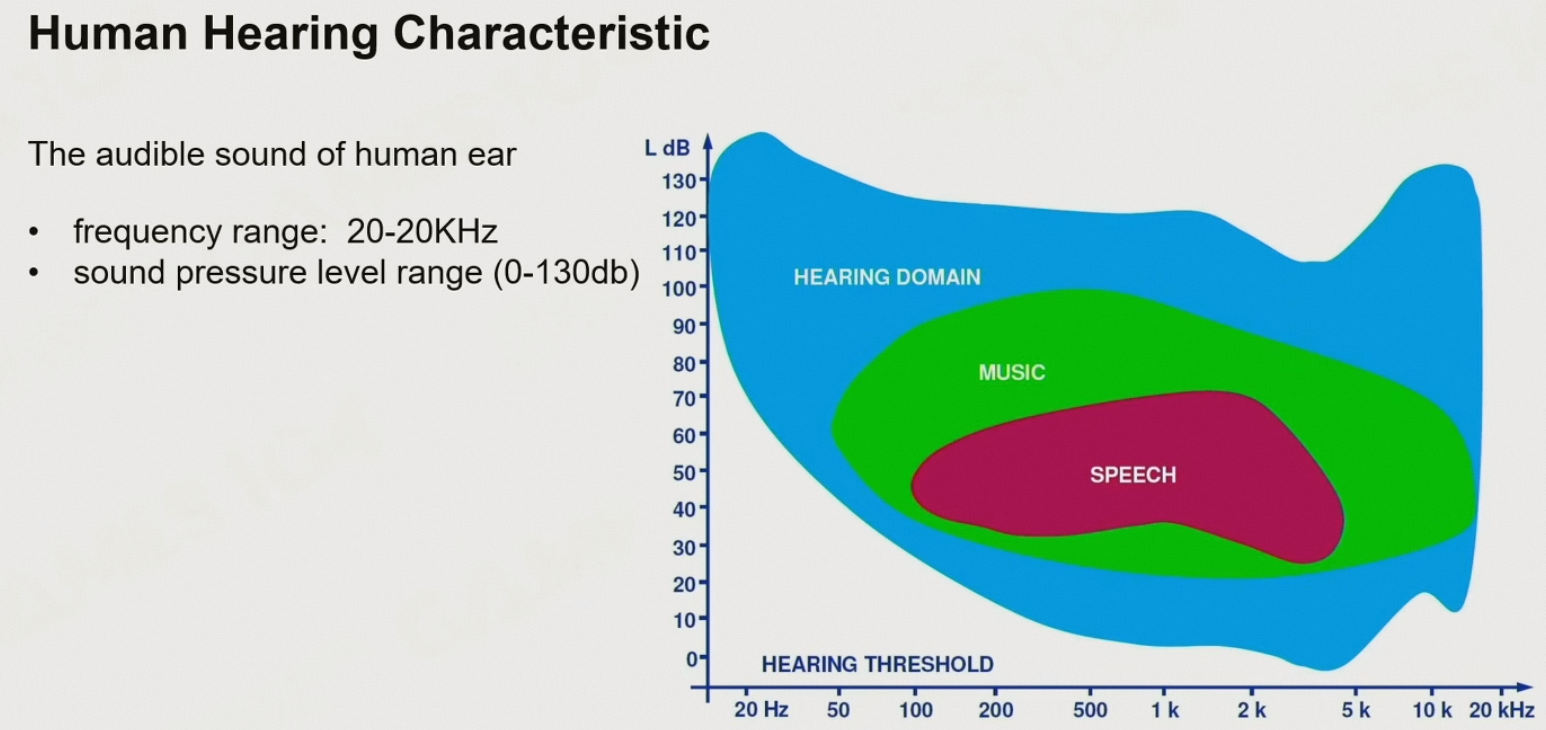 Human Hearing Characteristic
The audible sound of human ear
• frequency range: 20-20KHz
• sound pressure level range (0-130db)
L dB
130
120
110
100
90
80
70
60
50
40
30
20
10
0
HEARING DOMAIN
MUSIC
SPEECH
HEARING THRESHOLD
20 Hz 50 100 200 500 1 k 2 k 5 k 10 k 20 kHz